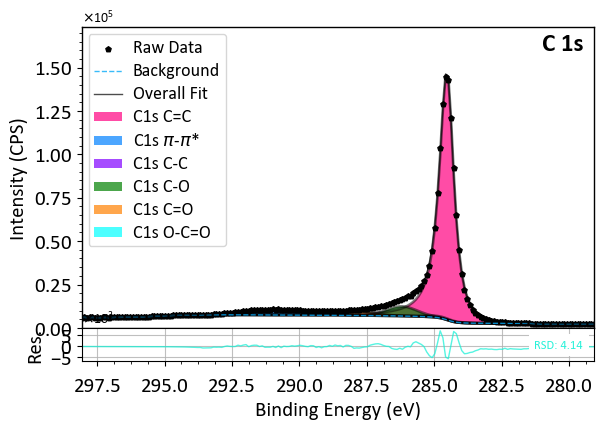 ×10⁵
C 1s
Raw Data
Background
Overall Fit
C1s C=C
C1s π-π*
C1s C-C
C1s C-O
C1s C=O
C1s O-C=O
Intensity (CPS)
1.50
1.25
1.00
0.75
0.50
0.25
0.00
Res.
5
0
−5
RSD: 4.14
297.5 295.0 292.5 290.0 287.5 285.0 282.5 280.0
Binding Energy (eV)